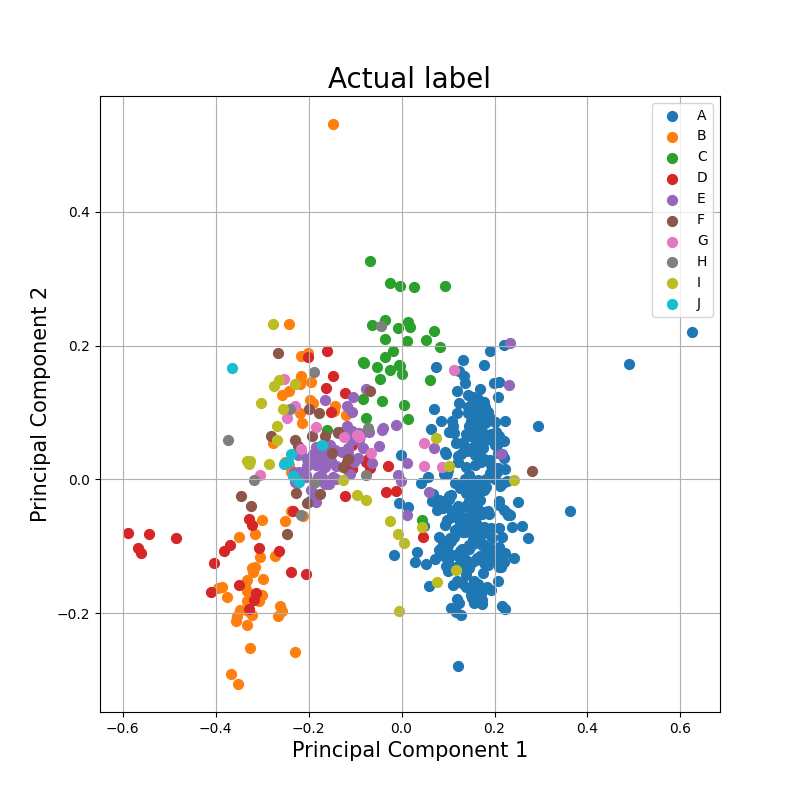 Actual label
A
B
C
D
E
F
G
H
I
J
0.4
0.2
0.0
−0.2
Principal Component 2
−0.6
−0.4
−0.2
0.0
0.2
0.4
0.6
Principal Component 1